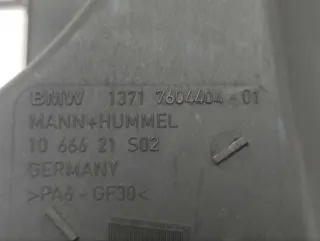 BMW 1371 7604404-01
MANN+HUMMEL
10 666 21 S02
GERMANY
>PA6-GF30<